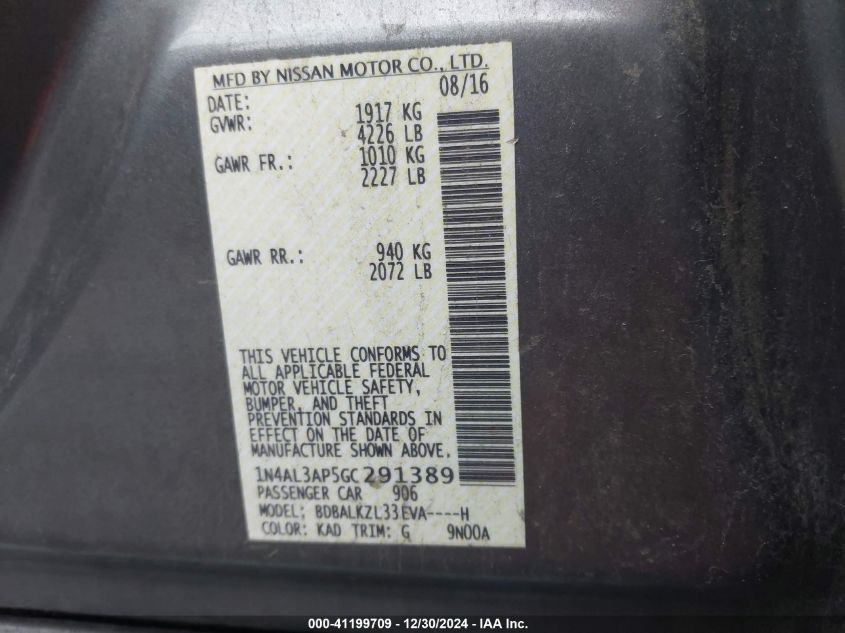 MFD BY NISSAN MOTOR CO., LTD.
DATE: 08/16
GVWR: 1917 KG
4226 LB
GAWR FR.: 1010 KG
2227 LB
GAWR RR.: 940 KG
2072 LB
THIS VEHICLE CONFORMS TO
ALL APPLICABLE FEDERAL
MOTOR VEHICLE SAFETY,
BUMPER, AND THEFT
PREVENTION STANDARDS IN
EFFECT ON THE DATE OF
MANUFACTURE SHOWN ABOVE.
1N4AL3AP5GC291389
PASSENGER CAR 906
MODEL: BDBALKZL33EVA----H
COLOR: KAD TRIM: G 9N00A
000-41199709 - 12/30/2024 - IAA Inc.